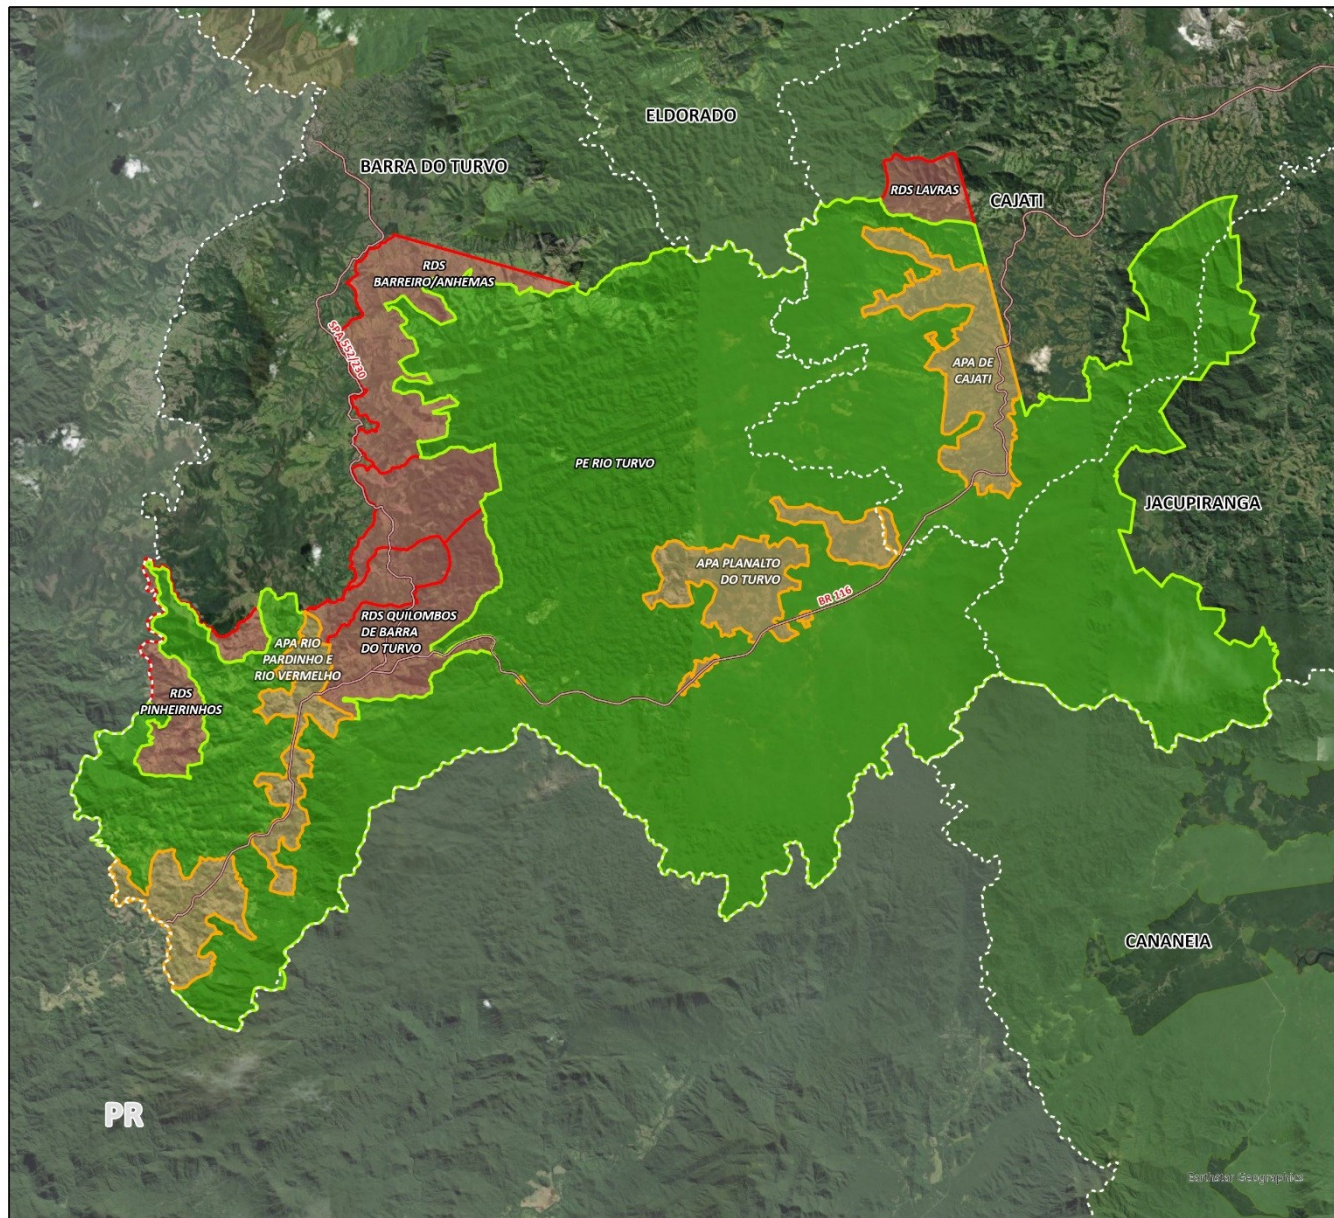 ELDORADO
BARRA DO TURVO
RDS LAVRAS
CAJATI
RDS
BARREIRO/ANHEMAS
SPA 552/230
APA DE
CAJATI
PE RIO TURVO
JACUPIRANGA
APA PLANALTO
DO TURVO
BR 116
RDS QUILOMBOS
DE BARRA
DO TURVO
APA RIO
PARDINHO E
RIO VERMELHO
RDS
PINHEIRINHOS
CANANEIA
PR
Earthstar Geographics